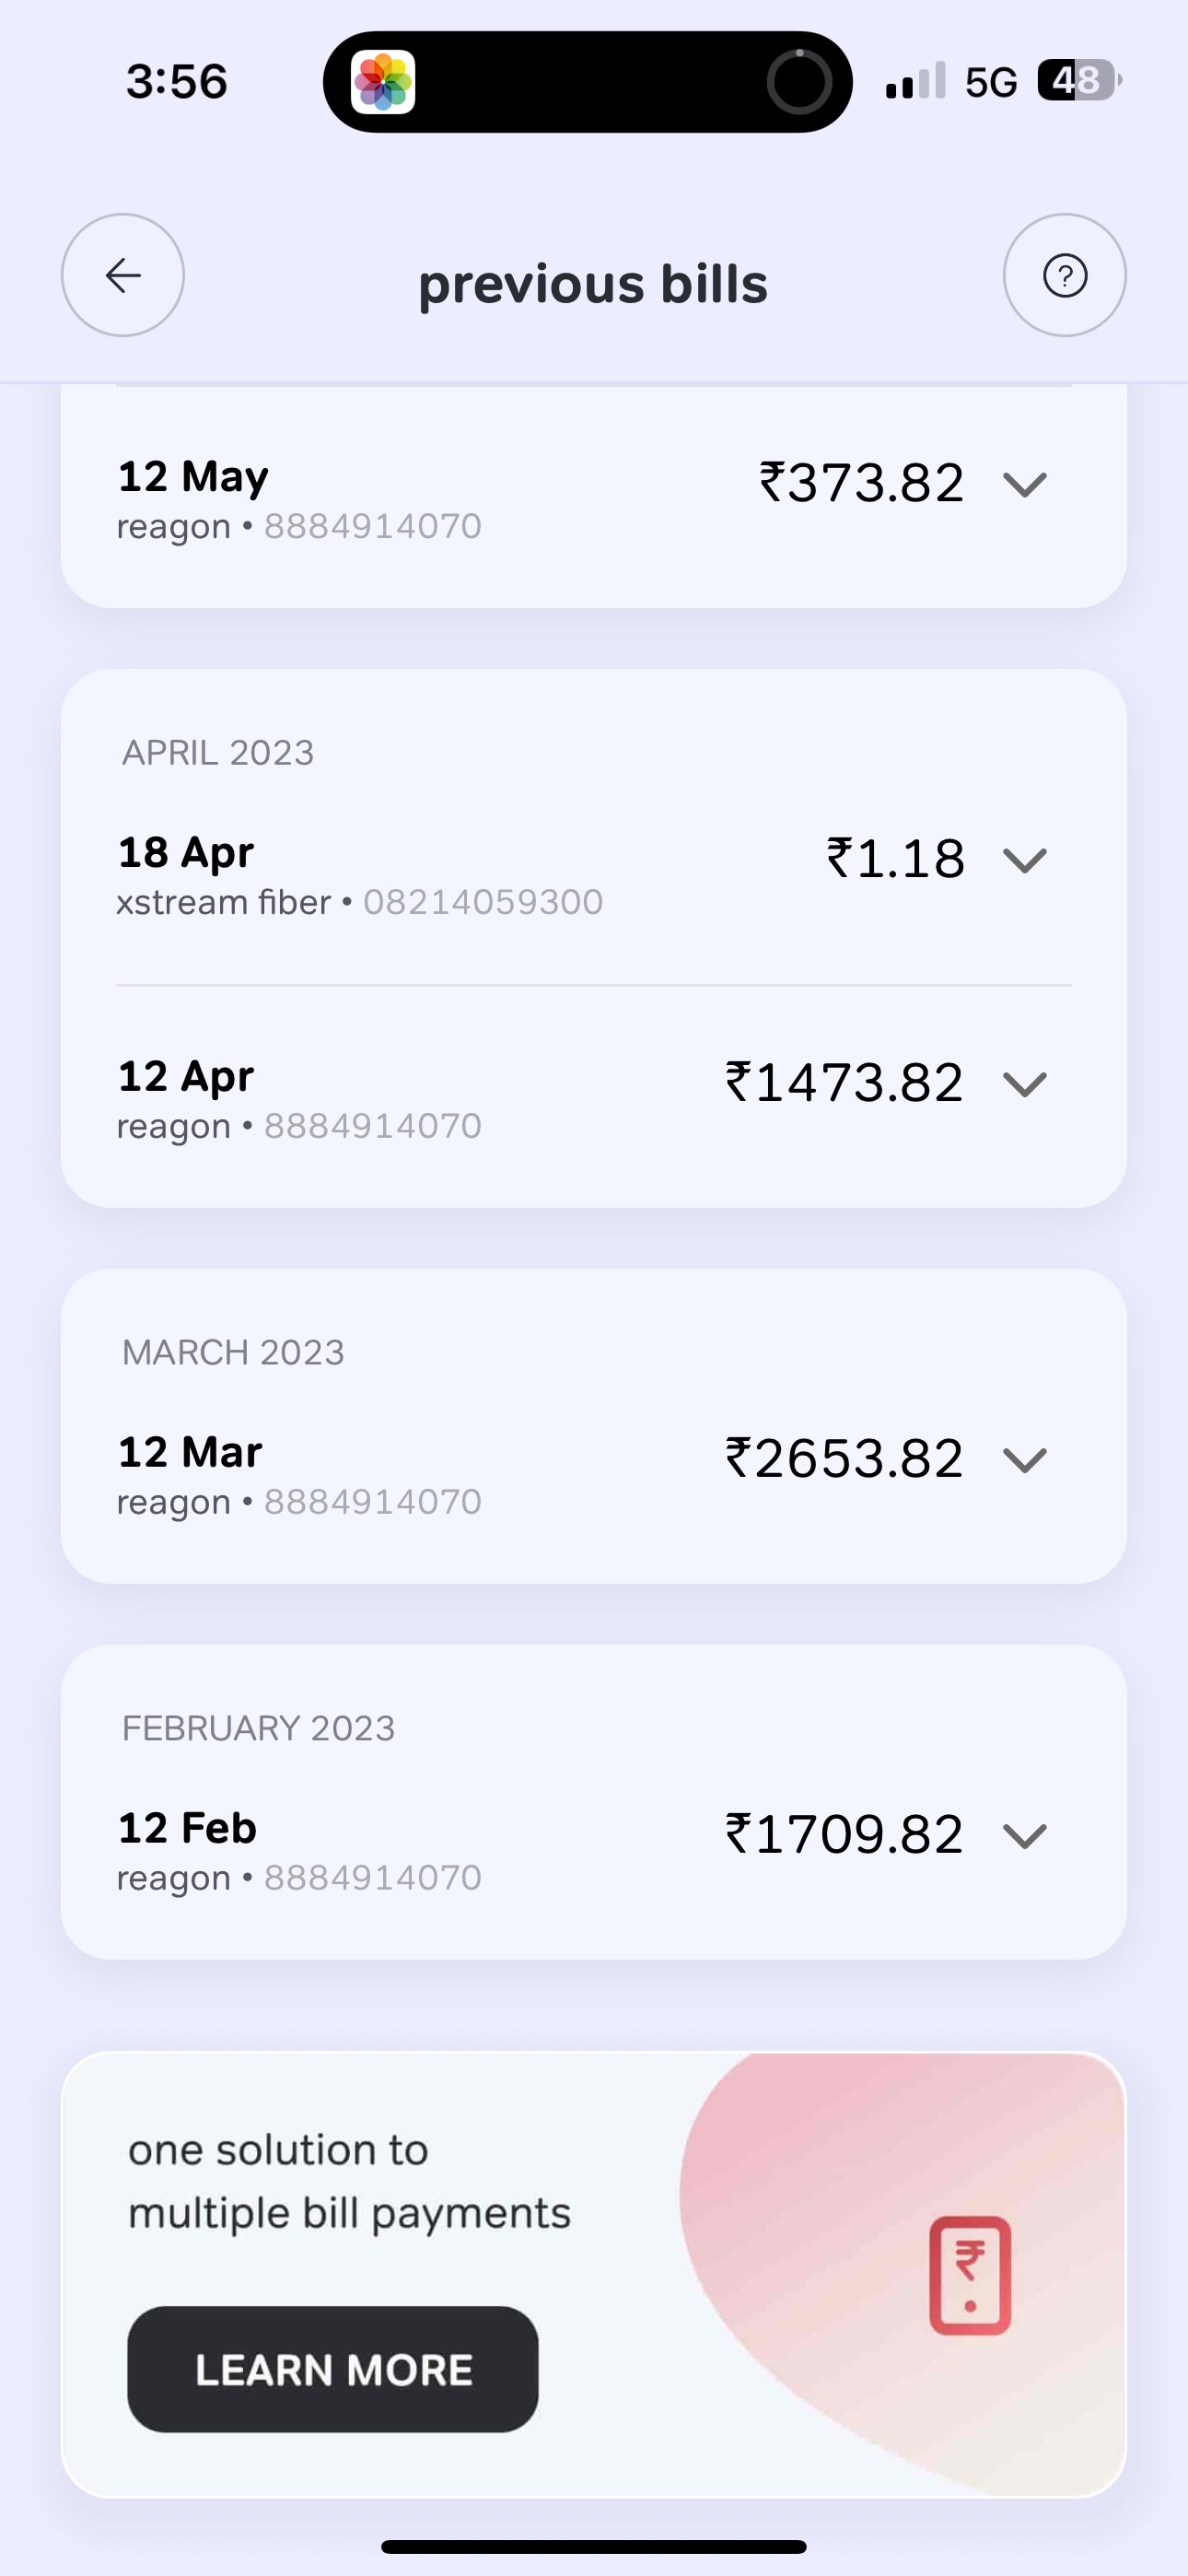 3:56
5G
48
previous bills
12 May
₹373.82
reagon • 8884914070
APRIL 2023
18 Apr
₹1.18
xstream fiber • 08214059300
12 Apr
₹1473.82
reagon • 8884914070
MARCH 2023
12 Mar
₹2653.82
reagon • 8884914070
FEBRUARY 2023
12 Feb
₹1709.82
reagon • 8884914070
one solution to
multiple bill payments
₹
LEARN MORE